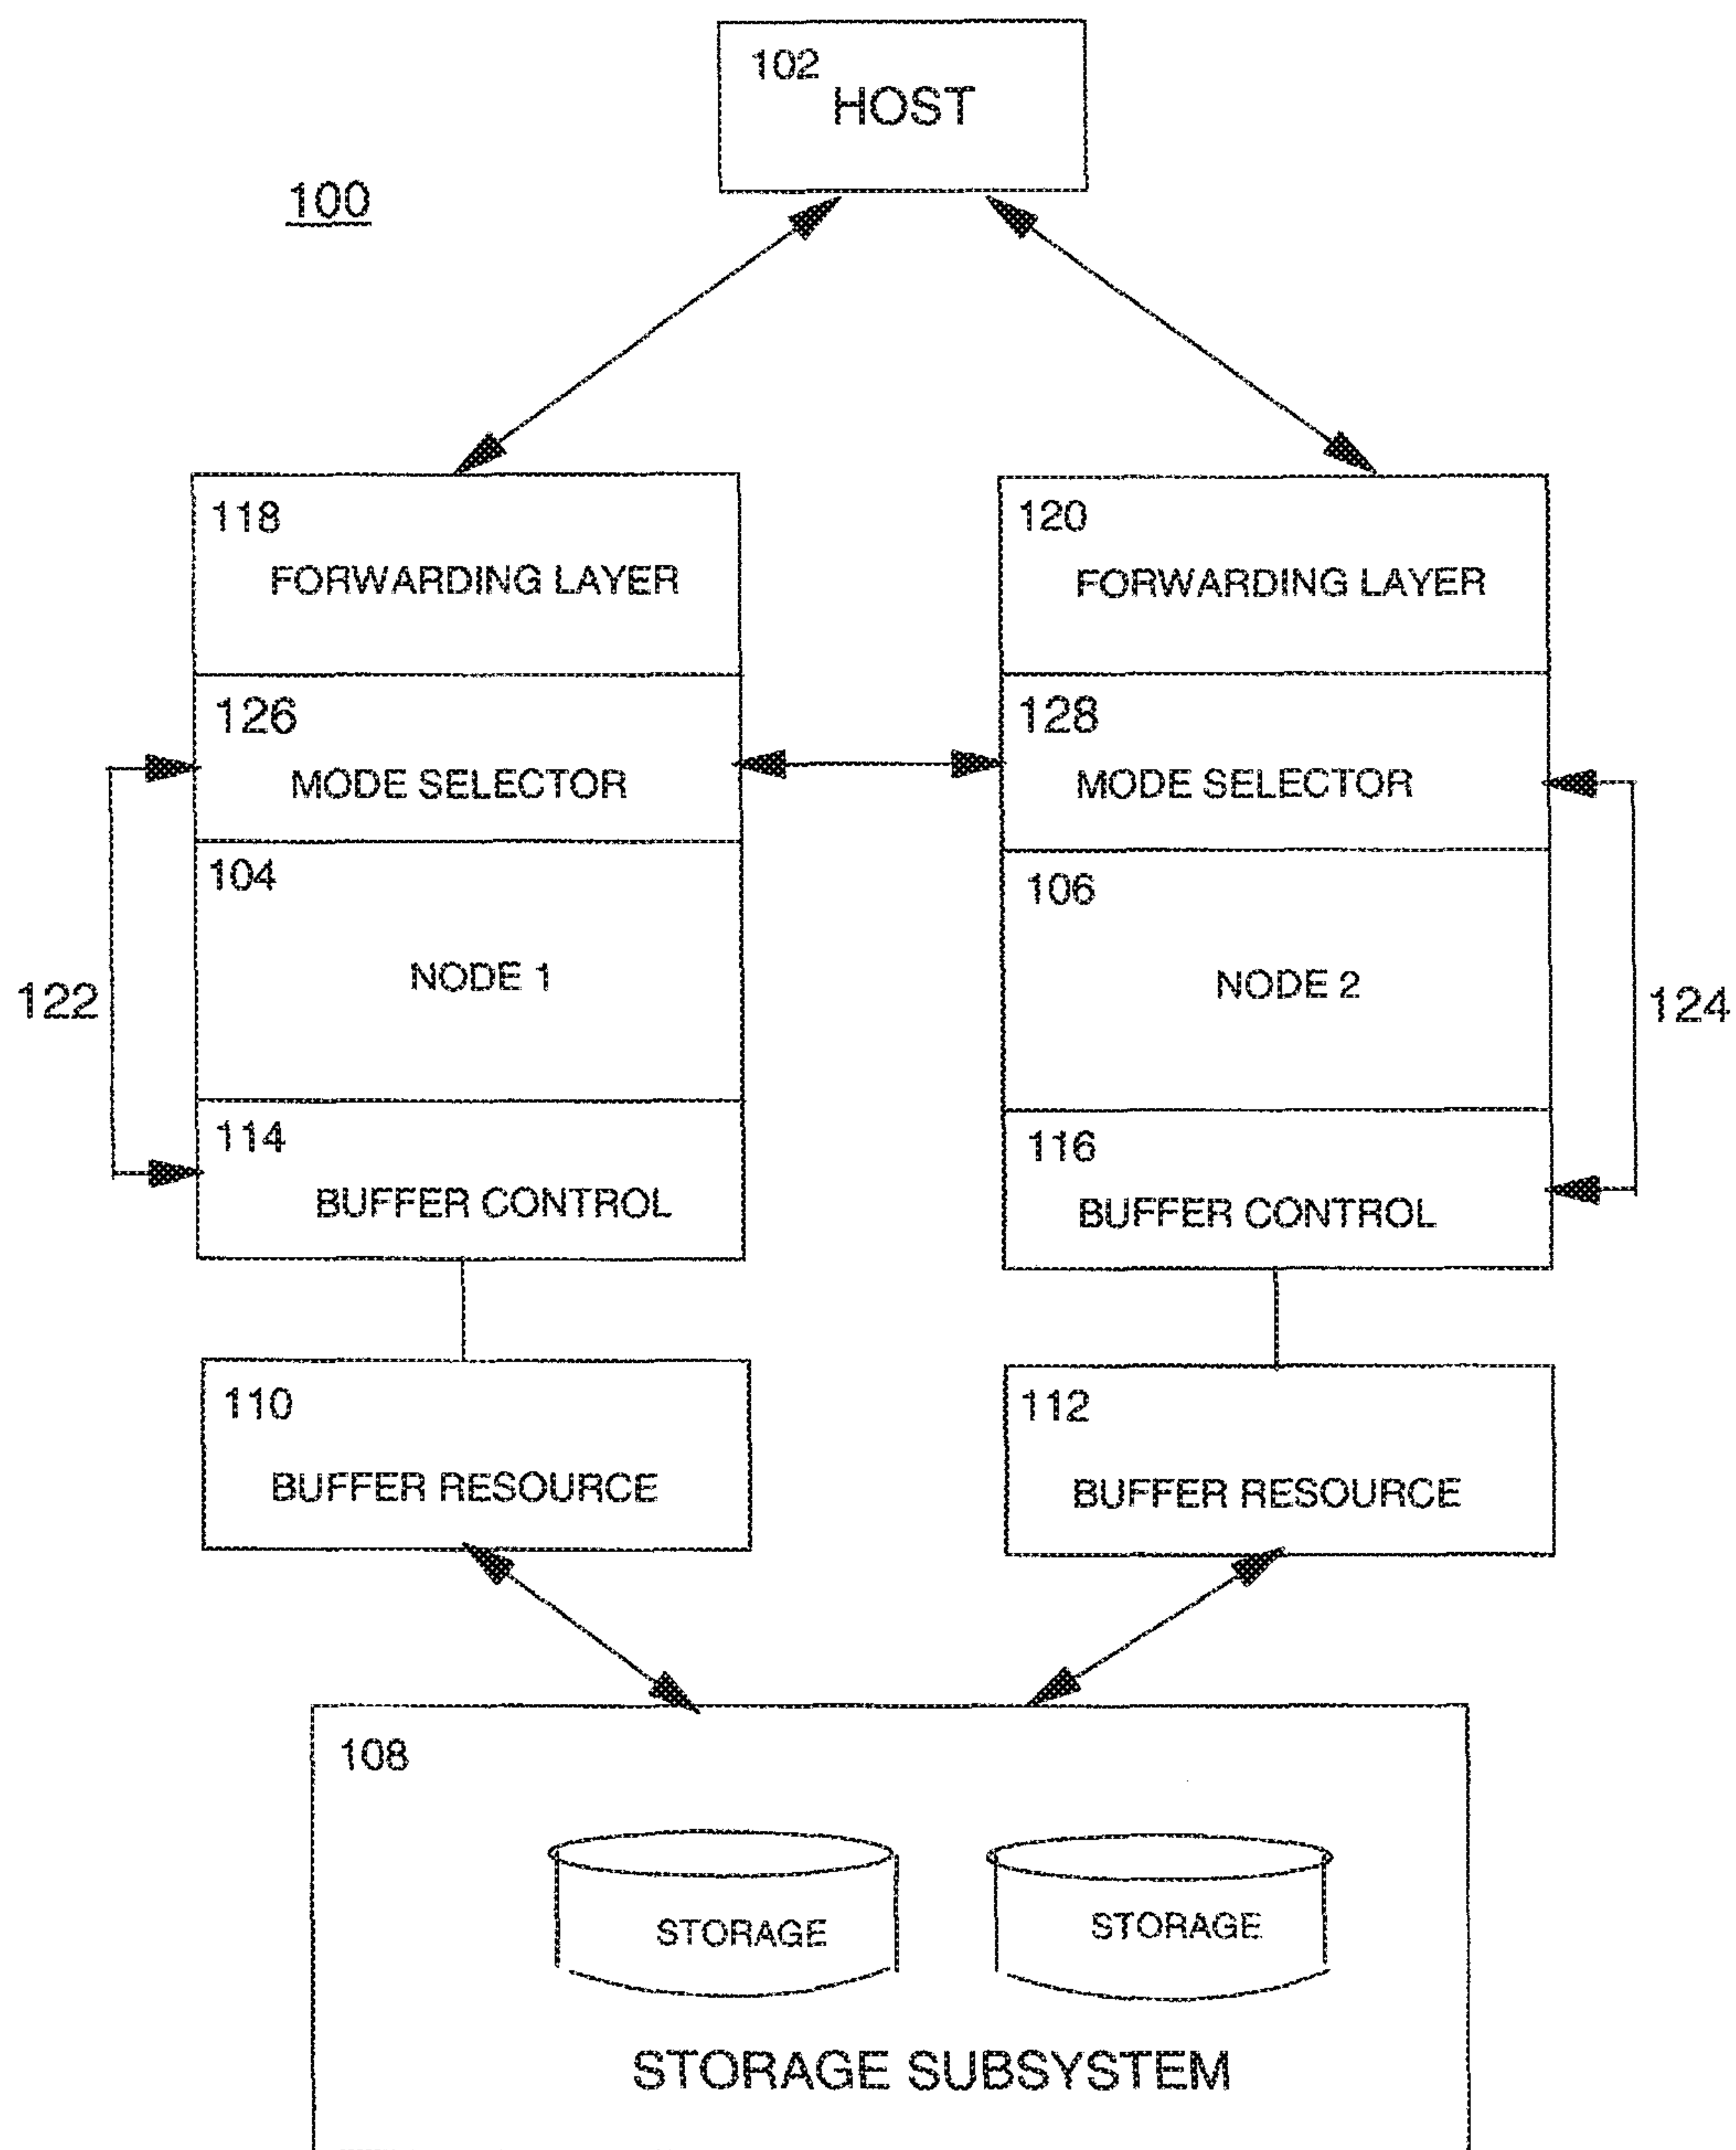 102
HOST
100
118
FORWARDING LAYER
120
FORWARDING LAYER
126
MODE SELECTOR
128
MODE SELECTOR
104
NODE 1
106
NODE 2
122
124
114
BUFFER CONTROL
116
BUFFER CONTROL
110
BUFFER RESOURCE
112
BUFFER RESOURCE
108
STORAGE
STORAGE
STORAGE SUBSYSTEM